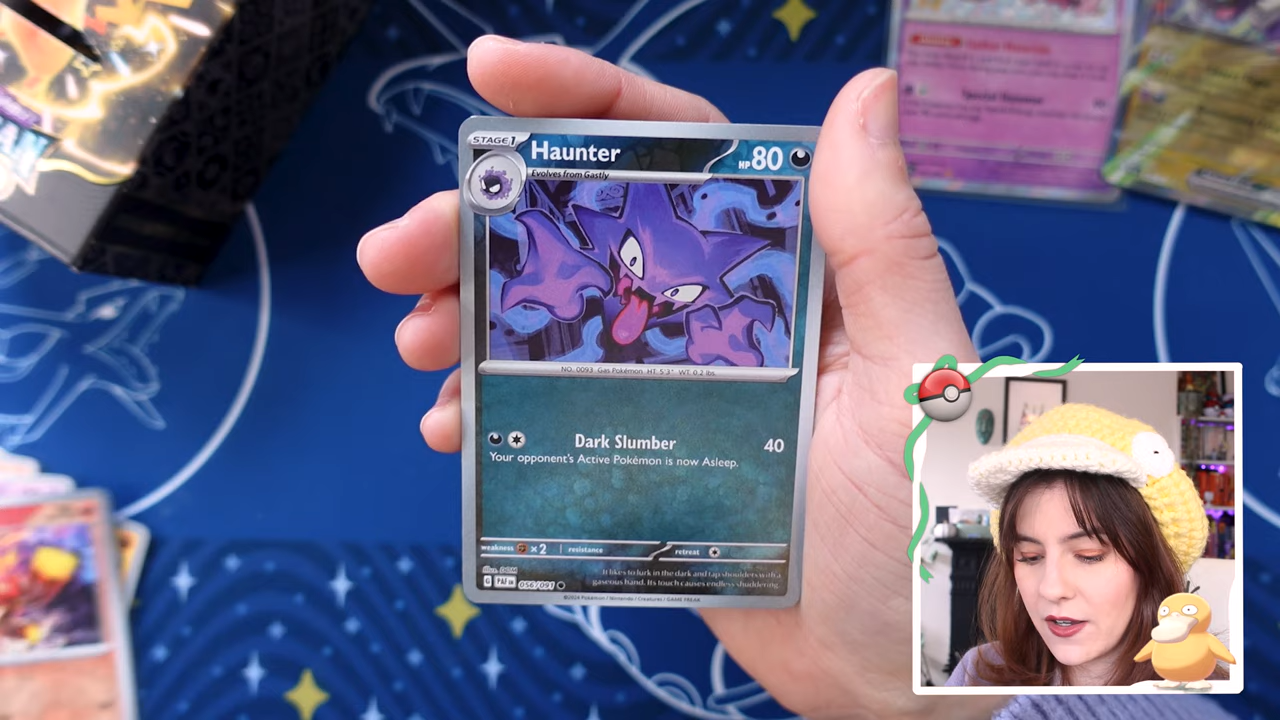 STAGE1
Haunter
HP 80
Evolves from Gastly
NO. 0093 Gas Pokémon HT: 5'3" WT: 0.2 lbs
Dark Slumber 40
Your opponent's Active Pokémon is now Asleep.
weakness ×2 resistance retreat
It likes to lurk in the dark and tap shoulders with a
gaseous hand. Its touch causes endless shuddering.
G PAF EN 056/091
©2024 Pokémon / Nintendo / Creatures / GAME FREAK